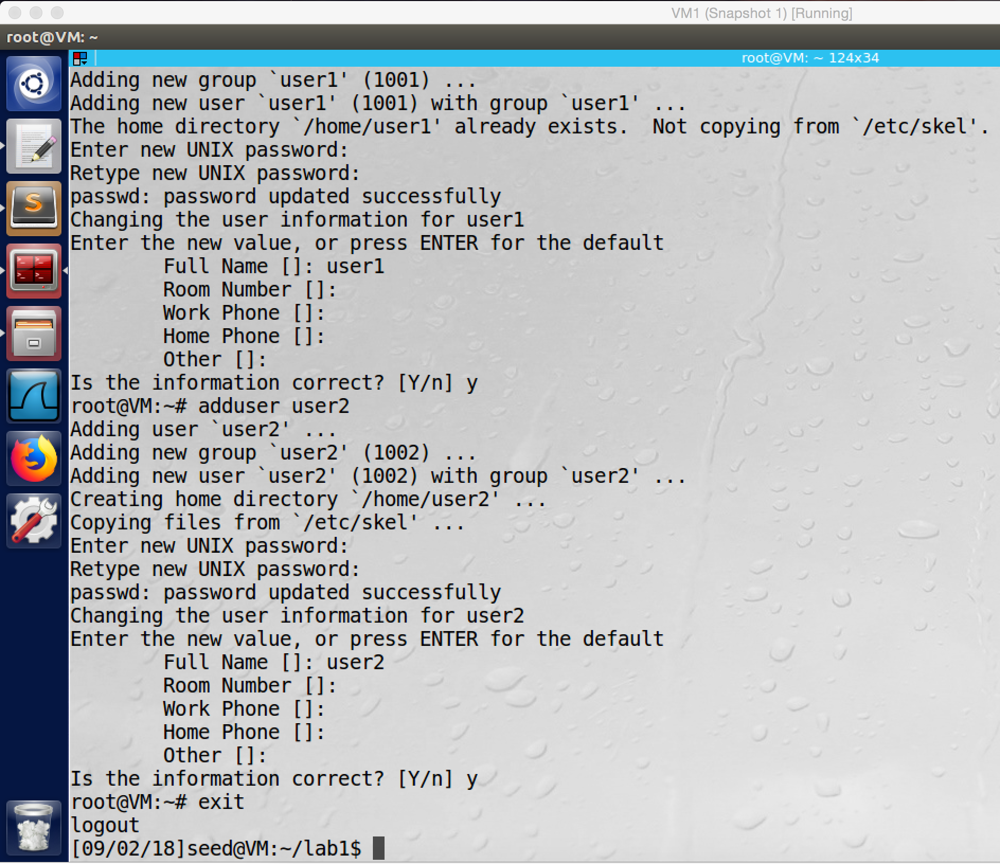 VM1 (Snapshot 1) [Running]
root@VM: ~
root@VM: ~ 124x34
Adding new group `user1' (1001) ...
Adding new user `user1' (1001) with group `user1' ...
The home directory `/home/user1' already exists.  Not copying from `/etc/skel'.
Enter new UNIX password:
Retype new UNIX password:
passwd: password updated successfully
Changing the user information for user1
Enter the new value, or press ENTER for the default
        Full Name []: user1
        Room Number []:
        Work Phone []:
        Home Phone []:
        Other []:
Is the information correct? [Y/n] y
root@VM:~# adduser user2
Adding user `user2' ...
Adding new group `user2' (1002) ...
Adding new user `user2' (1002) with group `user2' ...
Creating home directory `/home/user2' ...
Copying files from `/etc/skel' ...
Enter new UNIX password:
Retype new UNIX password:
passwd: password updated successfully
Changing the user information for user2
Enter the new value, or press ENTER for the default
        Full Name []: user2
        Room Number []:
        Work Phone []:
        Home Phone []:
        Other []:
Is the information correct? [Y/n] y
root@VM:~# exit
logout
[09/02/18]seed@VM:~/lab1$